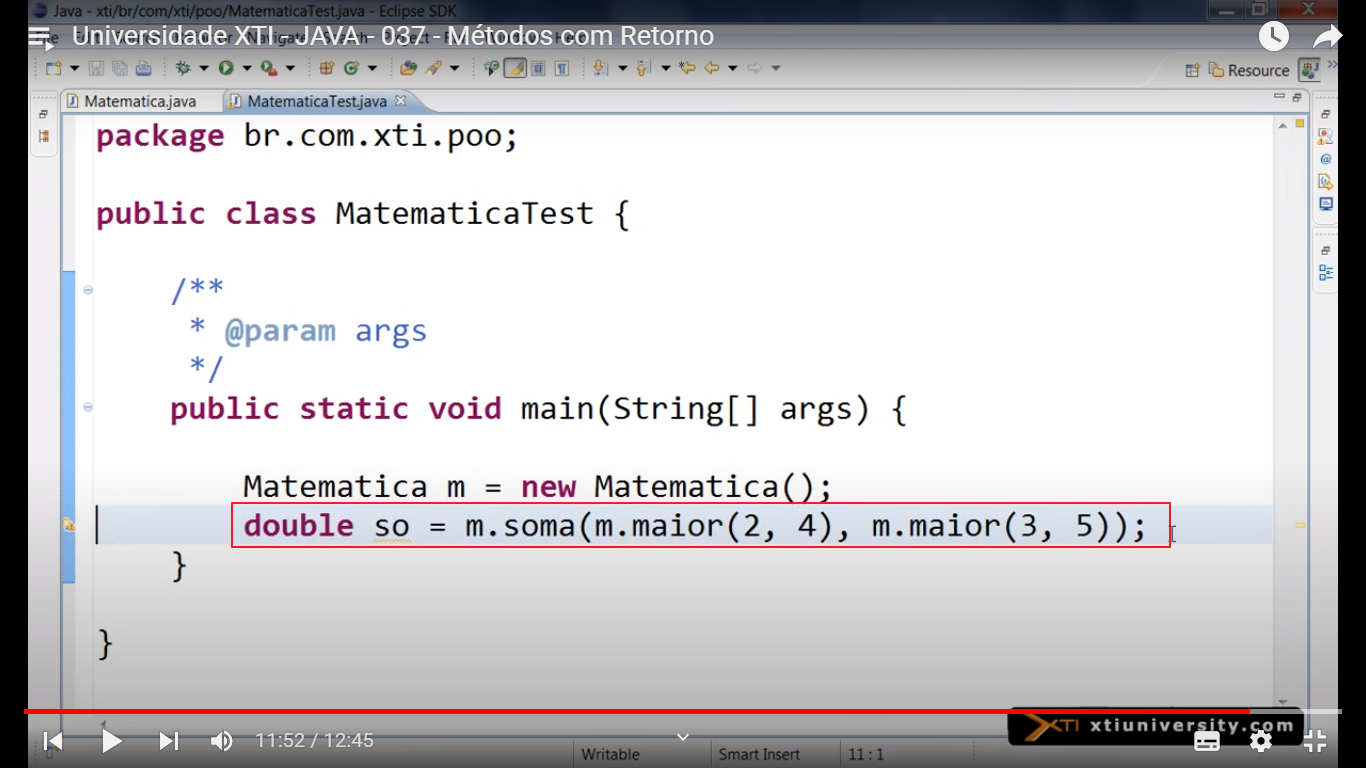 Java - xti/br/com/xti/poo/MatematicaTest.java - Eclipse SDK
Universidade XTI - JAVA - 037 - Métodos com Retorno
Resource
Matematica.java
MatematicaTest.java
package br.com.xti.poo;
public class MatematicaTest {
/**
* @param args
*/
public static void main(String[] args) {
Matematica m = new Matematica();
double so = m.soma(m.maior(2, 4), m.maior(3, 5));
}
}
XTI xtiuniversity.com
11:52 / 12:45
Writable
Smart Insert
11 : 1